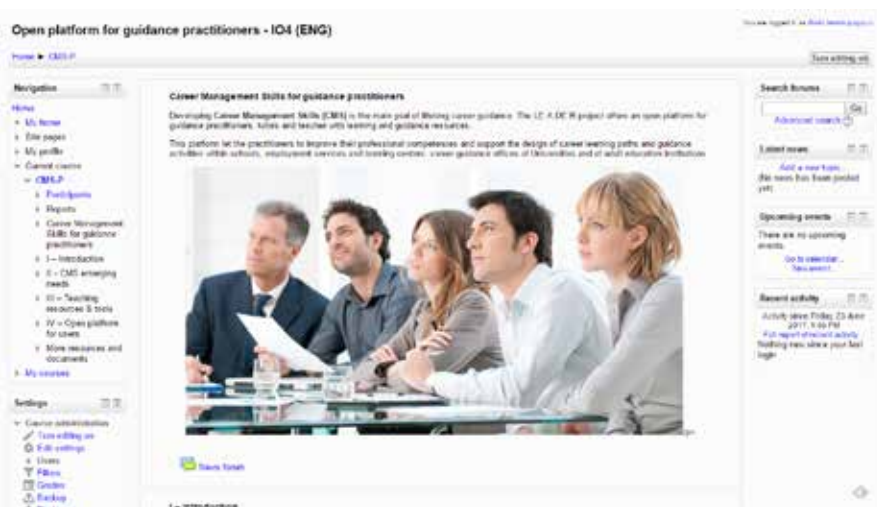 Open platform for guidance practitioners - IO4 (ENG)
Home ► CMS-P
Turn editing on
Navigation
Home
My home
Site pages
My profile
Current course
CMS-P
Participants
Reports
Career Management
Skills for guidance
practitioners
I – Introduction
II - CMS emerging
needs
III – Teaching
resources & tools
IV – Open platform
for users
More resources and
documents
My courses
Settings
Course administration
Turn editing on
Edit settings
Users
Filters
Grades
Backup
Career Management Skills for guidance practitioners
Developing Career Management Skills (CMS) is the main goal of lifelong career guidance. The LE.A.DE.R project offers an open platform for
guidance practitioners, tutors and teacher with learning and guidance resources.
This platform let the practitioners to improve their professional competences and support the design of career learning paths and guidance
activities within schools, employment services and training centers, career guidance offices of Universities and of adult education Institutions
News forum
Search forums
Go
Advanced search
Latest news
Add a new topic...
(No news has been posted
yet)
Upcoming events
There are no upcoming
events
Go to calendar...
New event...
Recent activity
Activity since Friday, 23 June
Full report of recent activity
Nothing new since your last
login